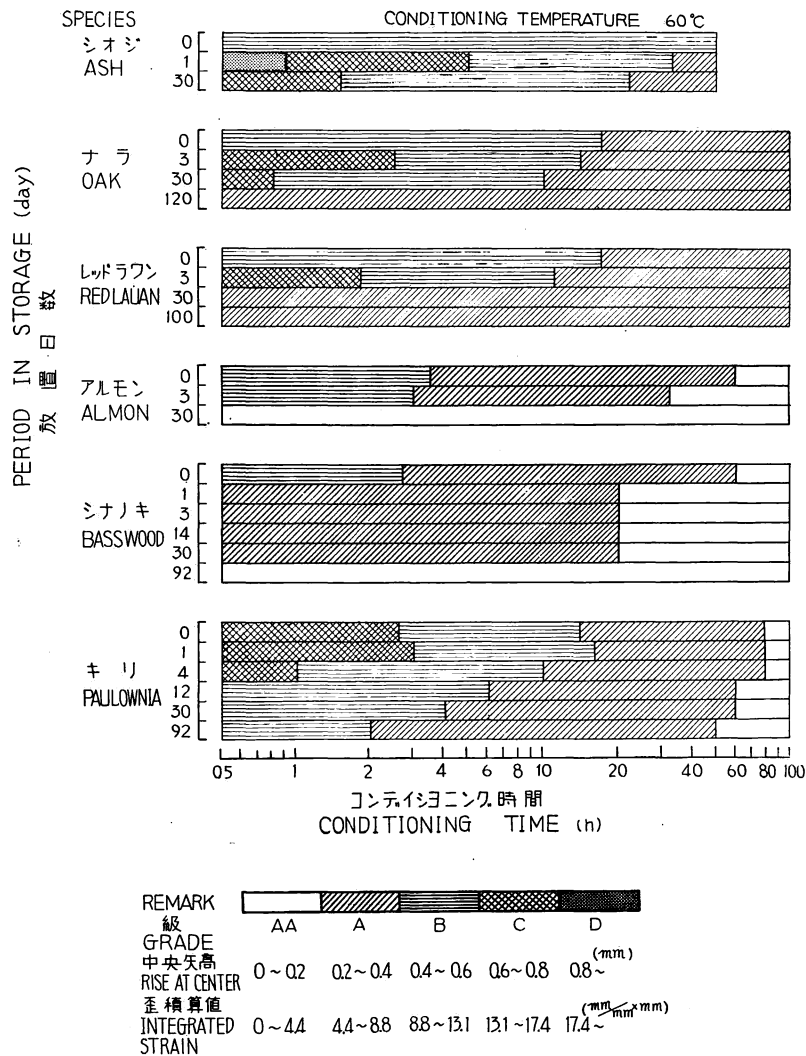 SPECIES CONDITIONING TEMPERATURE 60℃
シオジ
ASH
0
1
30
ナラ
OAK
0
3
30
120
レッドラワン
RED LAUAN
0
3
30
100
アルモン
ALMON
0
3
30
シナノキ
BASSWOOD
0
1
3
14
30
92
キリ
PAULOWNIA
0
1
4
12
30
92
PERIOD IN STORAGE (day)
放置日数
0.5 1 2 4 6 8 10 20 40 60 80 100
コンディショニング時間
CONDITIONING TIME (h)
REMARK
級 AA A B C D
GRADE
中央矢高 (mm)
RISE AT CENTER 0~0.2 0.2~0.4 0.4~0.6 0.6~0.8 0.8~
歪積算値 (mm/mm×mm)
INTEGRATED 0~4.4 4.4~8.8 8.8~13.1 13.1~17.4 17.4~
STRAIN